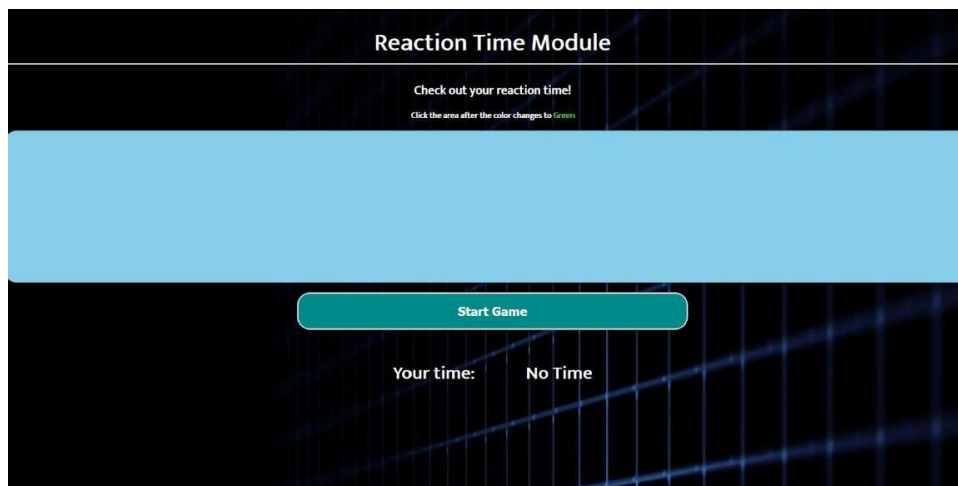 Reaction Time Module
Check out your reaction time!
Click the area after the color changes to Green
Start Game
Your time: No Time